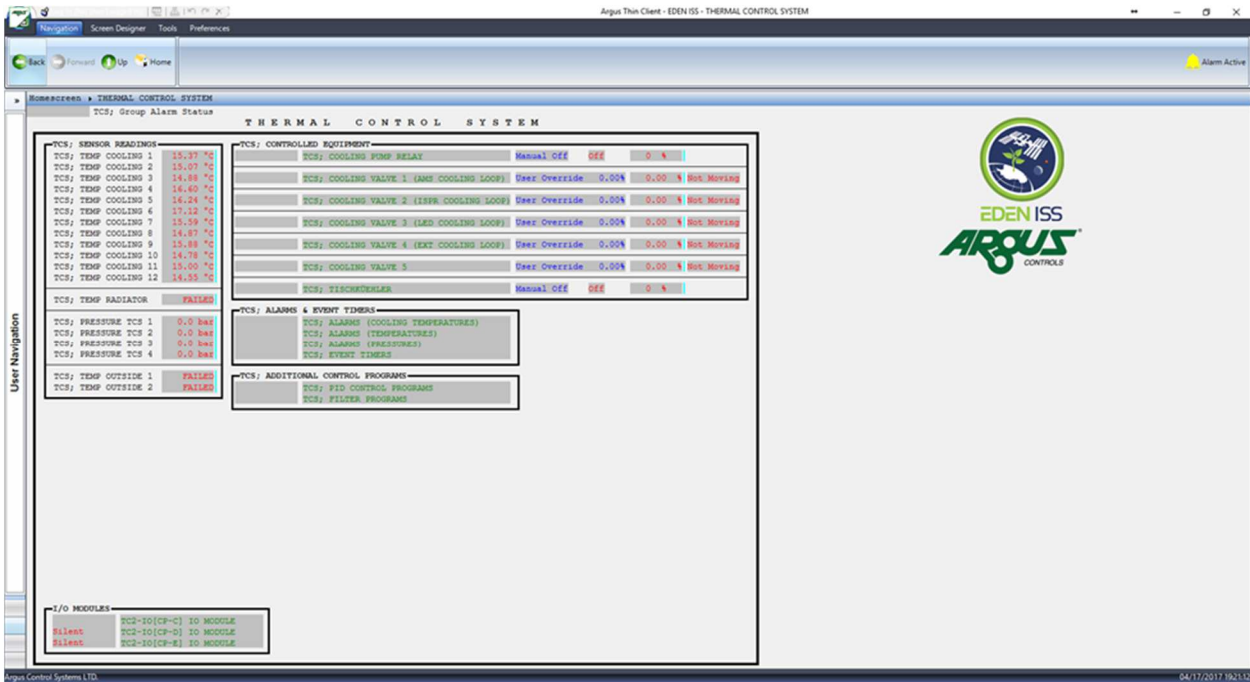 Argus Thin Client - EDEN ISS - THERMAL CONTROL SYSTEM
Navigation Screen Designer Tools Preferences
Back Forward Up Home Alarm Active
Homescreen THERMAL CONTROL SYSTEM
TCS; Group Alarm Status
THERMAL CONTROL SYSTEM
TCS; SENSOR READINGS
TCS; TEMP COOLING 1 15.37 °C
TCS; TEMP COOLING 2 15.07 °C
TCS; TEMP COOLING 3 14.88 °C
TCS; TEMP COOLING 4 16.60 °C
TCS; TEMP COOLING 5 16.24 °C
TCS; TEMP COOLING 6 17.12 °C
TCS; TEMP COOLING 7 15.59 °C
TCS; TEMP COOLING 8 14.87 °C
TCS; TEMP COOLING 9 15.88 °C
TCS; TEMP COOLING 10 14.78 °C
TCS; TEMP COOLING 11 15.00 °C
TCS; TEMP COOLING 12 14.55 °C
TCS; TEMP RADIATOR FAILED
TCS; PRESSURE TCS 1 0.0 bar
TCS; PRESSURE TCS 2 0.0 bar
TCS; PRESSURE TCS 3 0.0 bar
TCS; PRESSURE TCS 4 0.0 bar
TCS; TEMP OUTSIDE 1 FAILED
TCS; TEMP OUTSIDE 2 FAILED
TCS; CONTROLLED EQUIPMENT
TCS; COOLING PUMP RELAY Manual Off Off 0 %
TCS; COOLING VALVE 1 (AMS COOLING LOOP) User Override 0.00% 0.00 % Not Moving
TCS; COOLING VALVE 2 (ISPR COOLING LOOP) User Override 0.00% 0.00 % Not Moving
TCS; COOLING VALVE 3 (LED COOLING LOOP) User Override 0.00% 0.00 % Not Moving
TCS; COOLING VALVE 4 (EXT COOLING LOOP) User Override 0.00% 0.00 % Not Moving
TCS; COOLING VALVE 5 User Override 0.00% 0.00 % Not Moving
TCS; TISCHKÜEHLER Manual Off Off 0 %
TCS; ALARMS & EVENT TIMERS
TCS; ALARMS (COOLING TEMPERATURES)
TCS; ALARMS (TEMPERATURES)
TCS; ALARMS (PRESSURES)
TCS; EVENT TIMERS
TCS; ADDITIONAL CONTROL PROGRAMS
TCS; PID CONTROL PROGRAMS
TCS; FILTER PROGRAMS
EDEN ISS
ARGUS
CONTROLS
User Navigation
I/O MODULES
TC2-IO[CP-C] IO MODULE
Silent TC2-IO[CP-D] IO MODULE
Silent TC2-IO[CP-E] IO MODULE
Argus Control Systems LTD. 04/17/2017 19:21:12